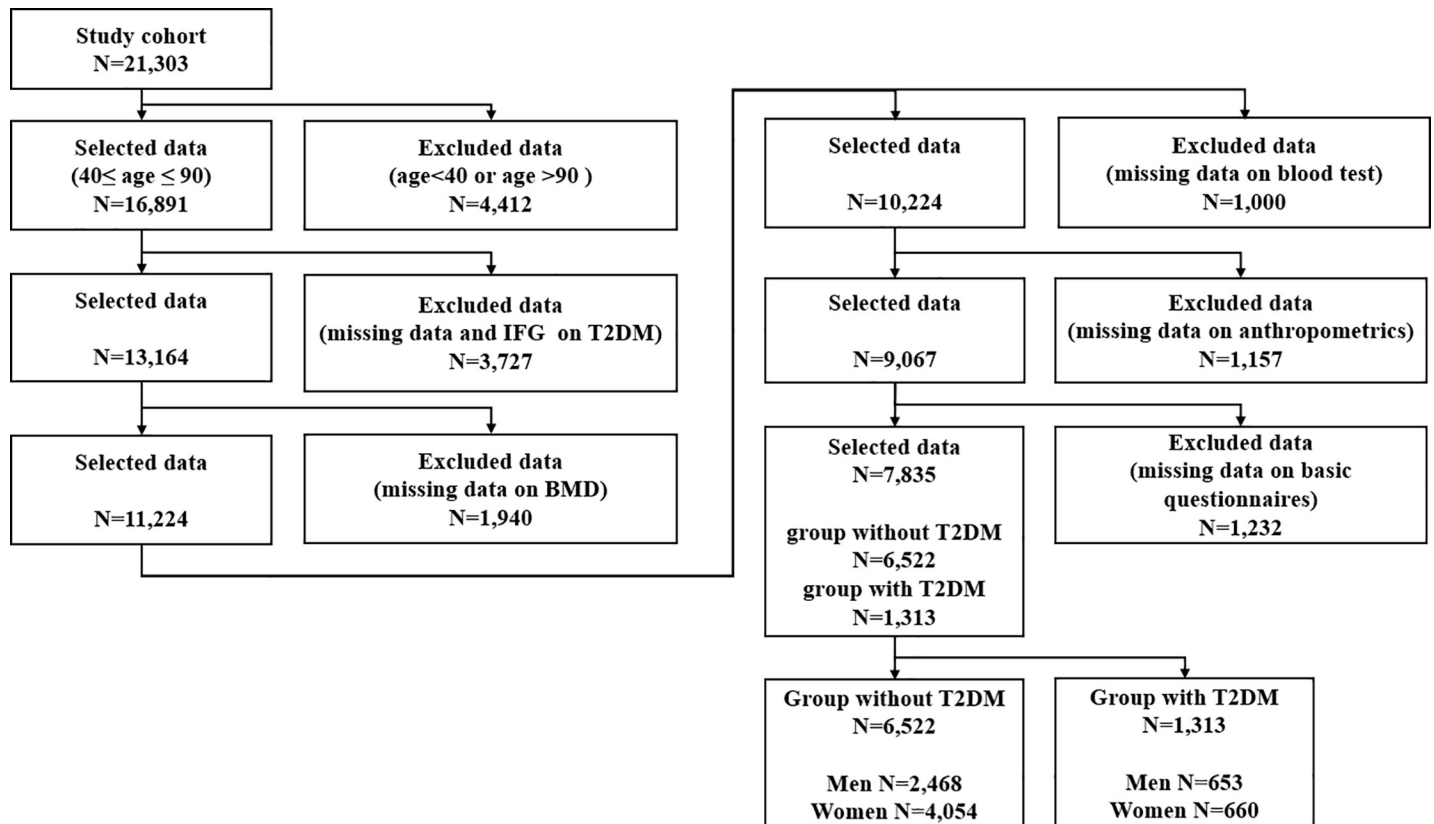 Study cohort
N=21,303
Selected data
(40≤ age ≤ 90)
N=16,891
Excluded data
(age<40 or age >90 )
N=4,412
Selected data
N=13,164
Excluded data
(missing data and IFG on T2DM)
N=3,727
Selected data
N=11,224
Excluded data
(missing data on BMD)
N=1,940
Selected data
N=10,224
Excluded data
(missing data on blood test)
N=1,000
Selected data
N=9,067
Excluded data
(missing data on anthropometrics)
N=1,157
Selected data
N=7,835
group without T2DM
N=6,522
group with T2DM
N=1,313
Excluded data
(missing data on basic
questionnaires)
N=1,232
Group without T2DM
N=6,522
Men N=2,468
Women N=4,054
Group with T2DM
N=1,313
Men N=653
Women N=660